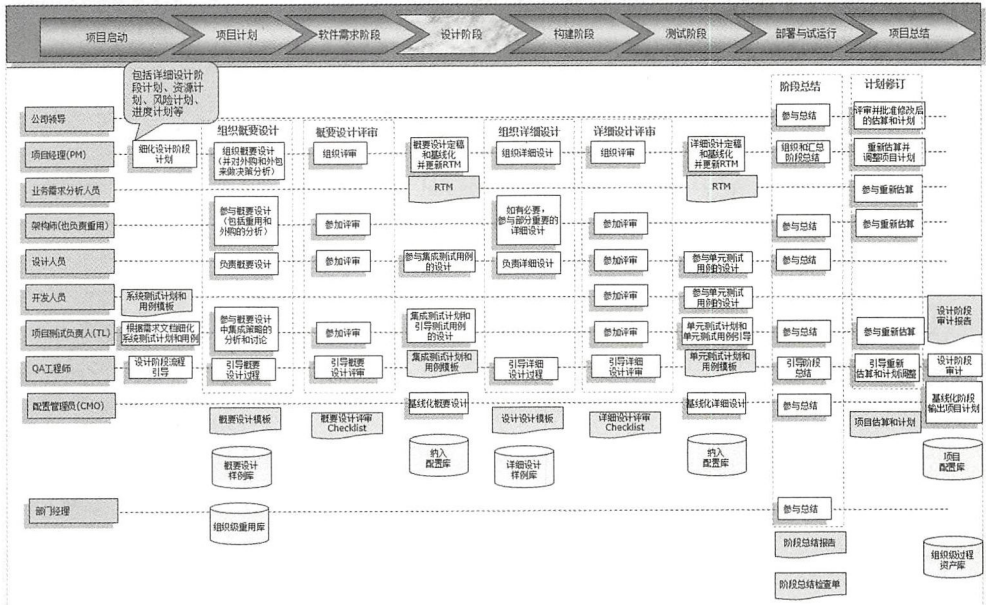 项目启动
项目计划
软件需求阶段
设计阶段
构建阶段
测试阶段
部署与试运行
项目总结
包括详细设计阶
段计划、资源计
划、风险计划、
进度计划等
阶段总结
计划修订
公司领导
参与总结
评审并批准修改后
的估算和计划
组织概要设计
概要设计评审
组织详细设计
详细设计评审
项目经理(PM)
细化设计阶段
计划
组织概要设计
(并对外购和外包
来做决策分析)
组织评审
概要设计定稿
和基线化
并更新RTM
组织详细设计
组织评审
详细设计定稿
和基线化
并更新RTM
组织和汇总
阶段总结
重新估算并
调整项目计划
RTM
RTM
业务需求分析人员
参与重新估算
架构师(也负责重用)
参与概要设计
(包括重用和
外购的分析)
参加评审
如有必要,
参与部分重要的
详细设计
参加评审
参与总结
参与重新估算
设计人员
负责概要设计
参加评审
参与集成测试用例
的设计
负责详细设计
参加评审
参与单元测试
用例的设计
参与总结
开发人员
系统测试计划和
用例模板
参加评审
参与单元测试
用例的设计
项目测试负责人(TL)
根据需求文档细化
系统测试计划和用例
参与概要设计
中集成策略的
分析和讨论
参加评审
集成测试计划和
引导测试用例
的设计
参加评审
单元测试计划和
单元测试用例引导
参与总结
参与重新估算
设计阶段
审计报告
QA工程师
设计阶段流程
引导
引导概要
设计过程
引导概要
设计评审
集成测试计划和
用例模板
引导详细
设计过程
引导详细
设计评审
单元测试计划和
用例模板
引导阶段
总结
引导重新
估算和计划调整
设计阶段
审计
配置管理员(CMO)
基线化概要设计
基线化详细设计
参与总结
基线化阶段
输出项目计划
概要设计模板
概要设计评审
Checklist
设计设计模板
详细设计评审
Checklist
项目估算和计划
概要设计
样例库
纳入
配置库
详细设计
样例库
纳入
配置库
项目
配置库
部门经理
组织级重用库
参与总结
阶段总结报告
组织级过程
资产库
阶段总结检查单